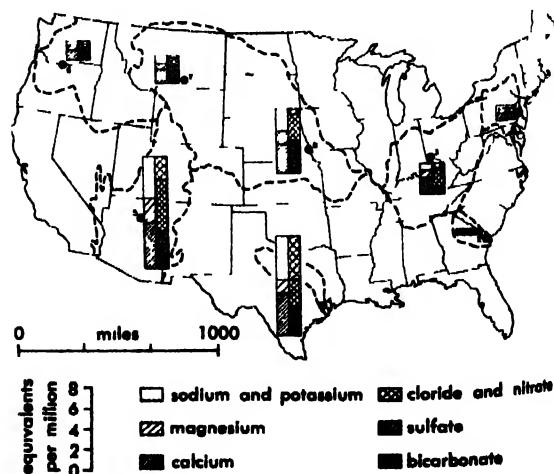 0 miles 1000
equivalents
per million
8
6
4
2
0
sodium and potassium
cloride and nitrate
magnesium
sulfate
calcium
bicarbonate